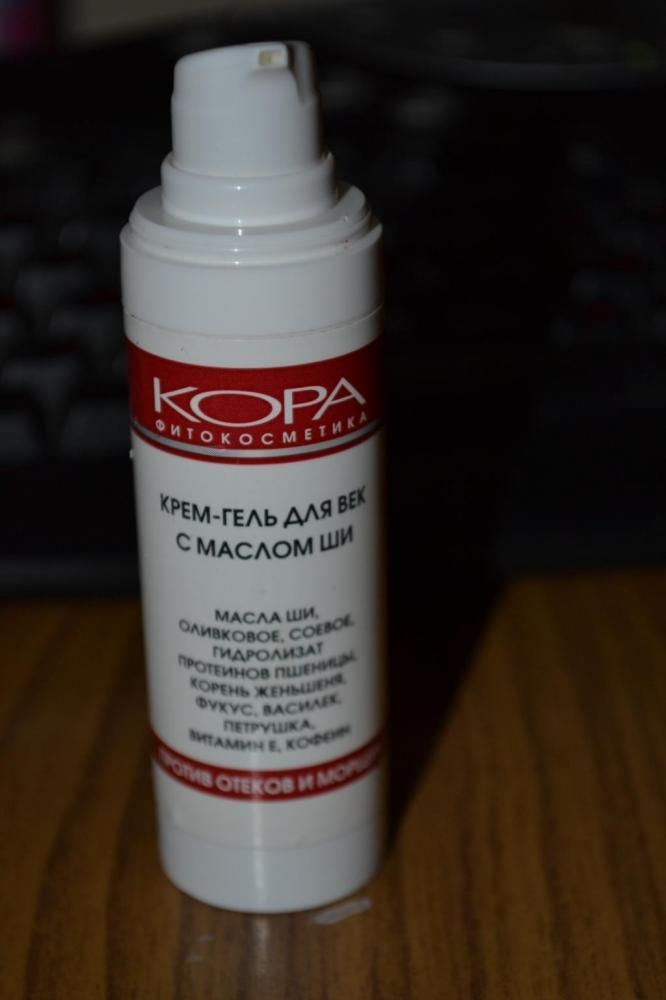 КОРА
ФИТОКОСМЕТИКА
КРЕМ-ГЕЛЬ ДЛЯ ВЕК
С МАСЛОМ ШИ
МАСЛА ШИ,
ОЛИВКОВОЕ, СОЕВОЕ,
ГИДРОЛИЗАТ
ПРОТЕИНОВ ПШЕНИЦЫ,
КОРЕНЬ ЖЕНЬШЕНЯ,
ФУКУС, ВАСИЛЕК,
ПЕТРУШКА,
ВИТАМИН Е, КОФЕИН
ПРОТИВ ОТЕКОВ И